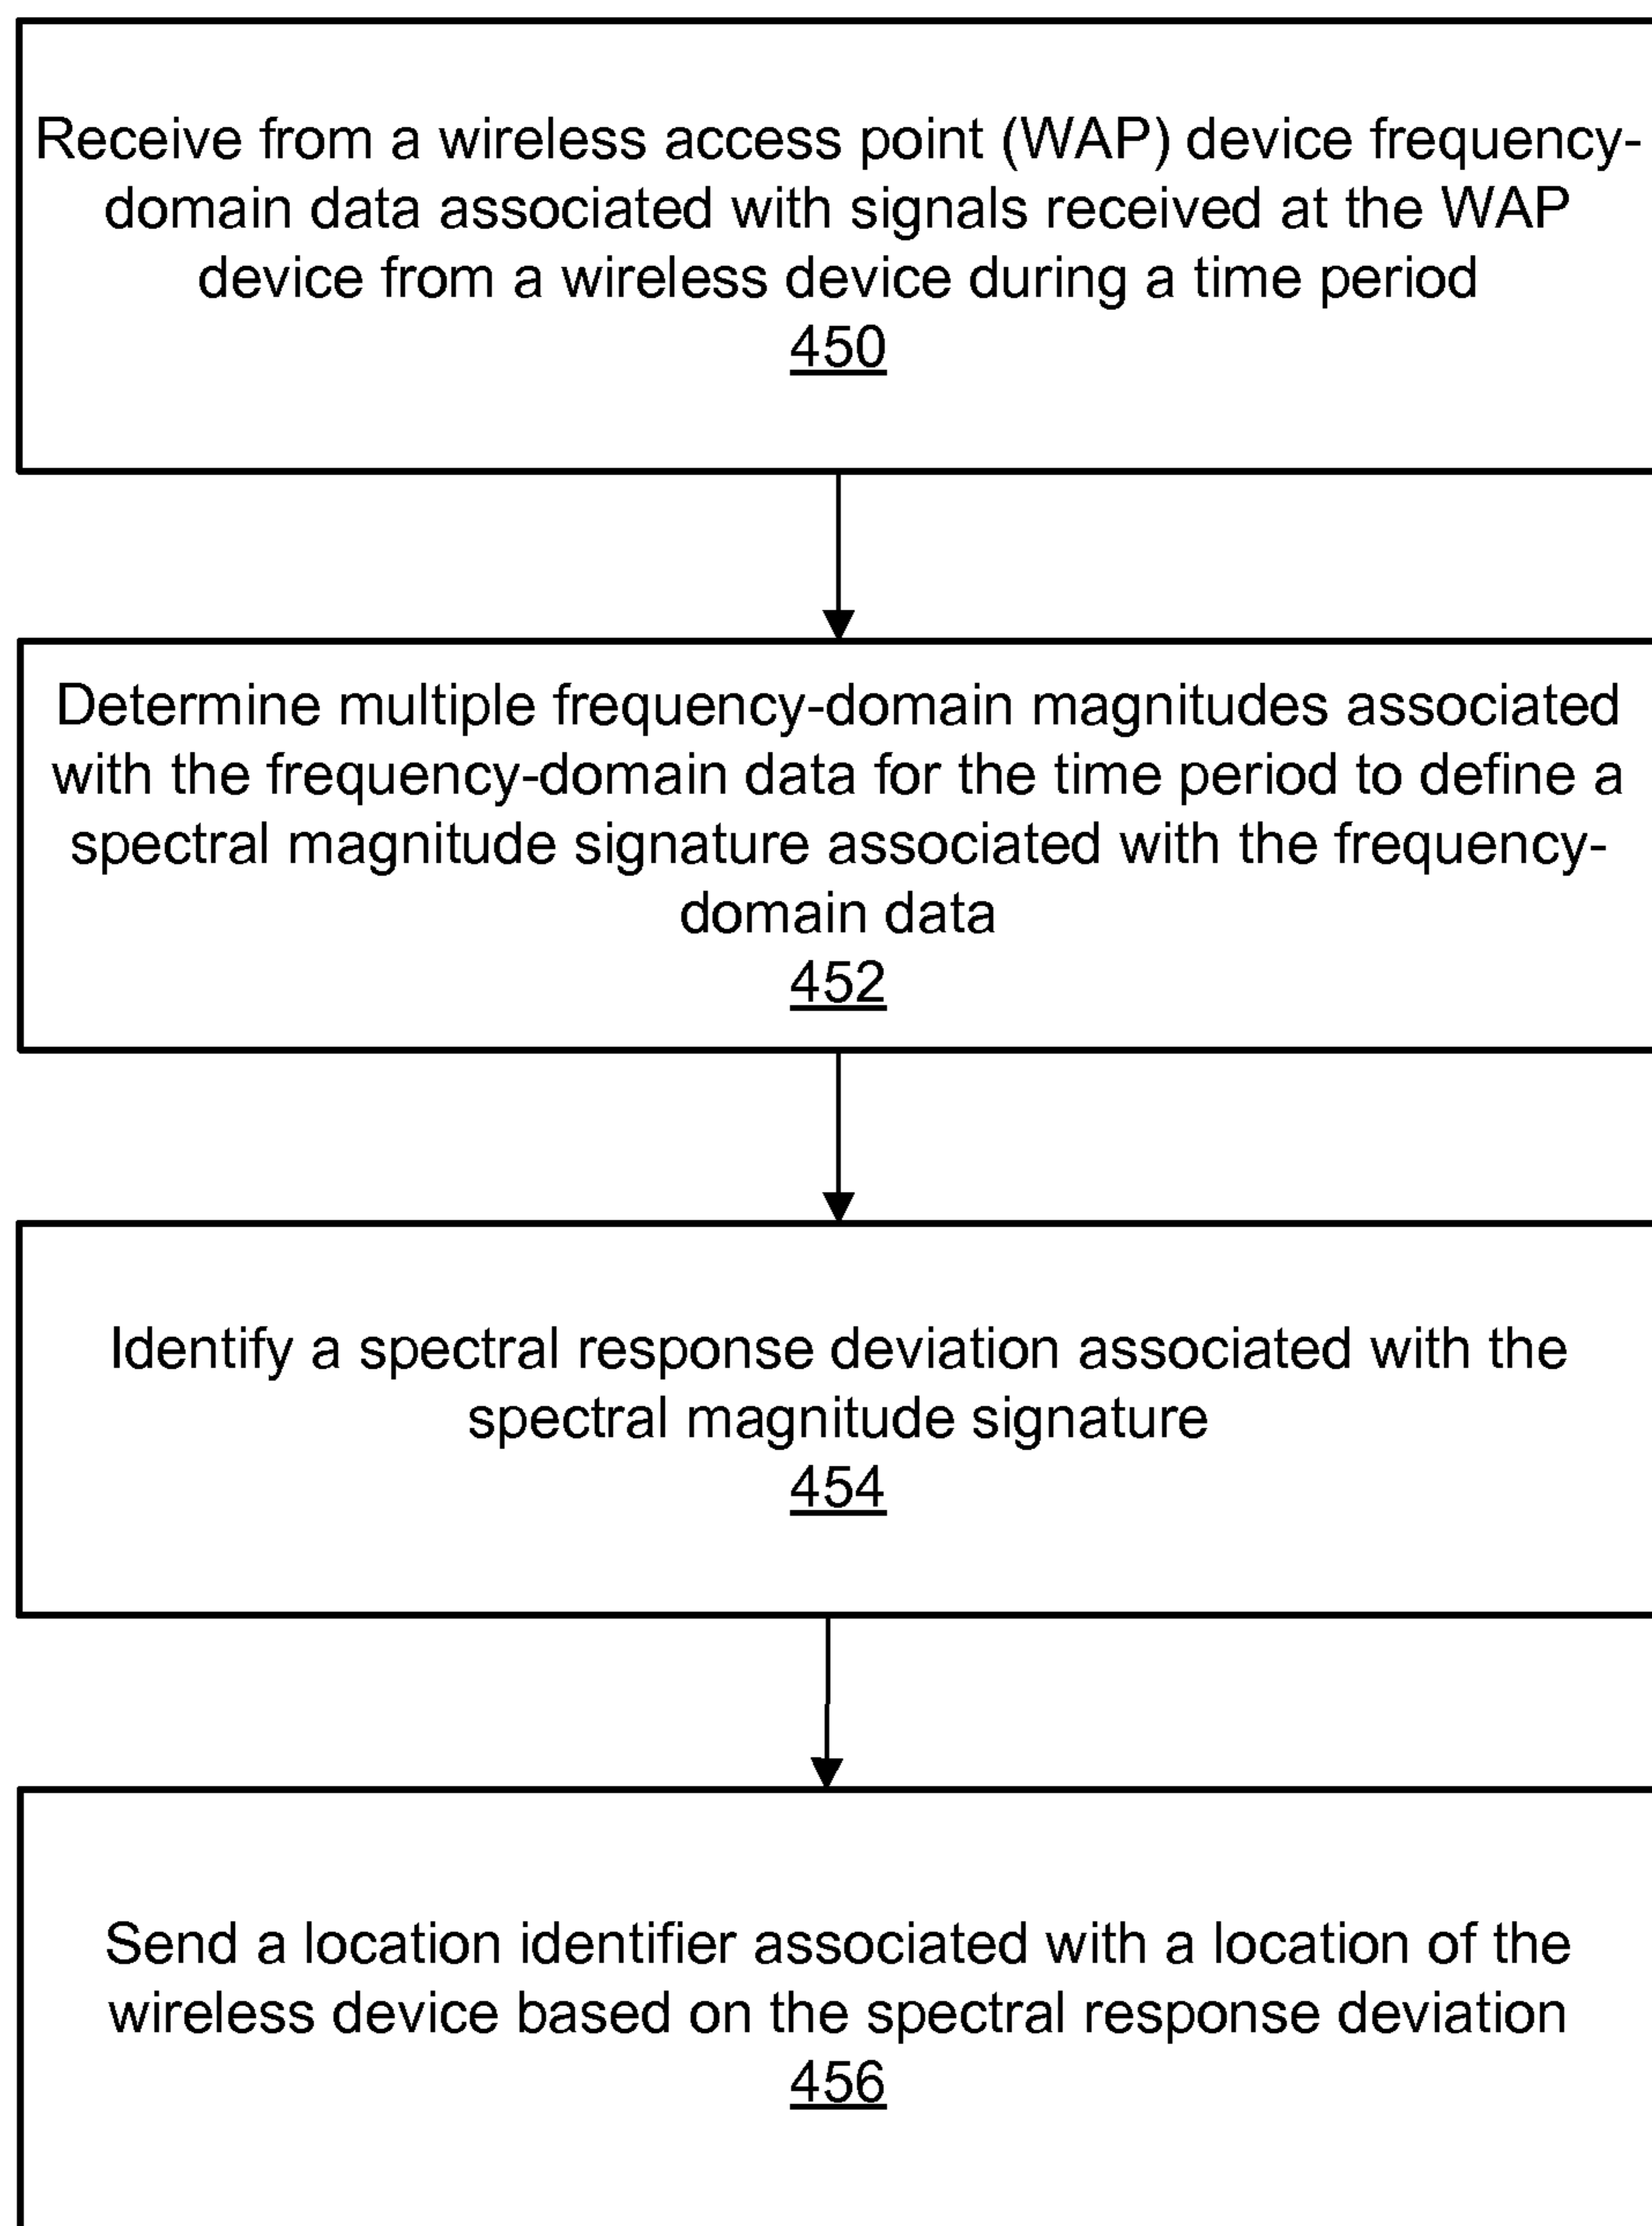 Receive from a wireless access point (WAP) device frequency-
domain data associated with signals received at the WAP
device from a wireless device during a time period
450
Determine multiple frequency-domain magnitudes associated
with the frequency-domain data for the time period to define a
spectral magnitude signature associated with the frequency-
domain data
452
Identify a spectral response deviation associated with the
spectral magnitude signature
454
Send a location identifier associated with a location of the
wireless device based on the spectral response deviation
456